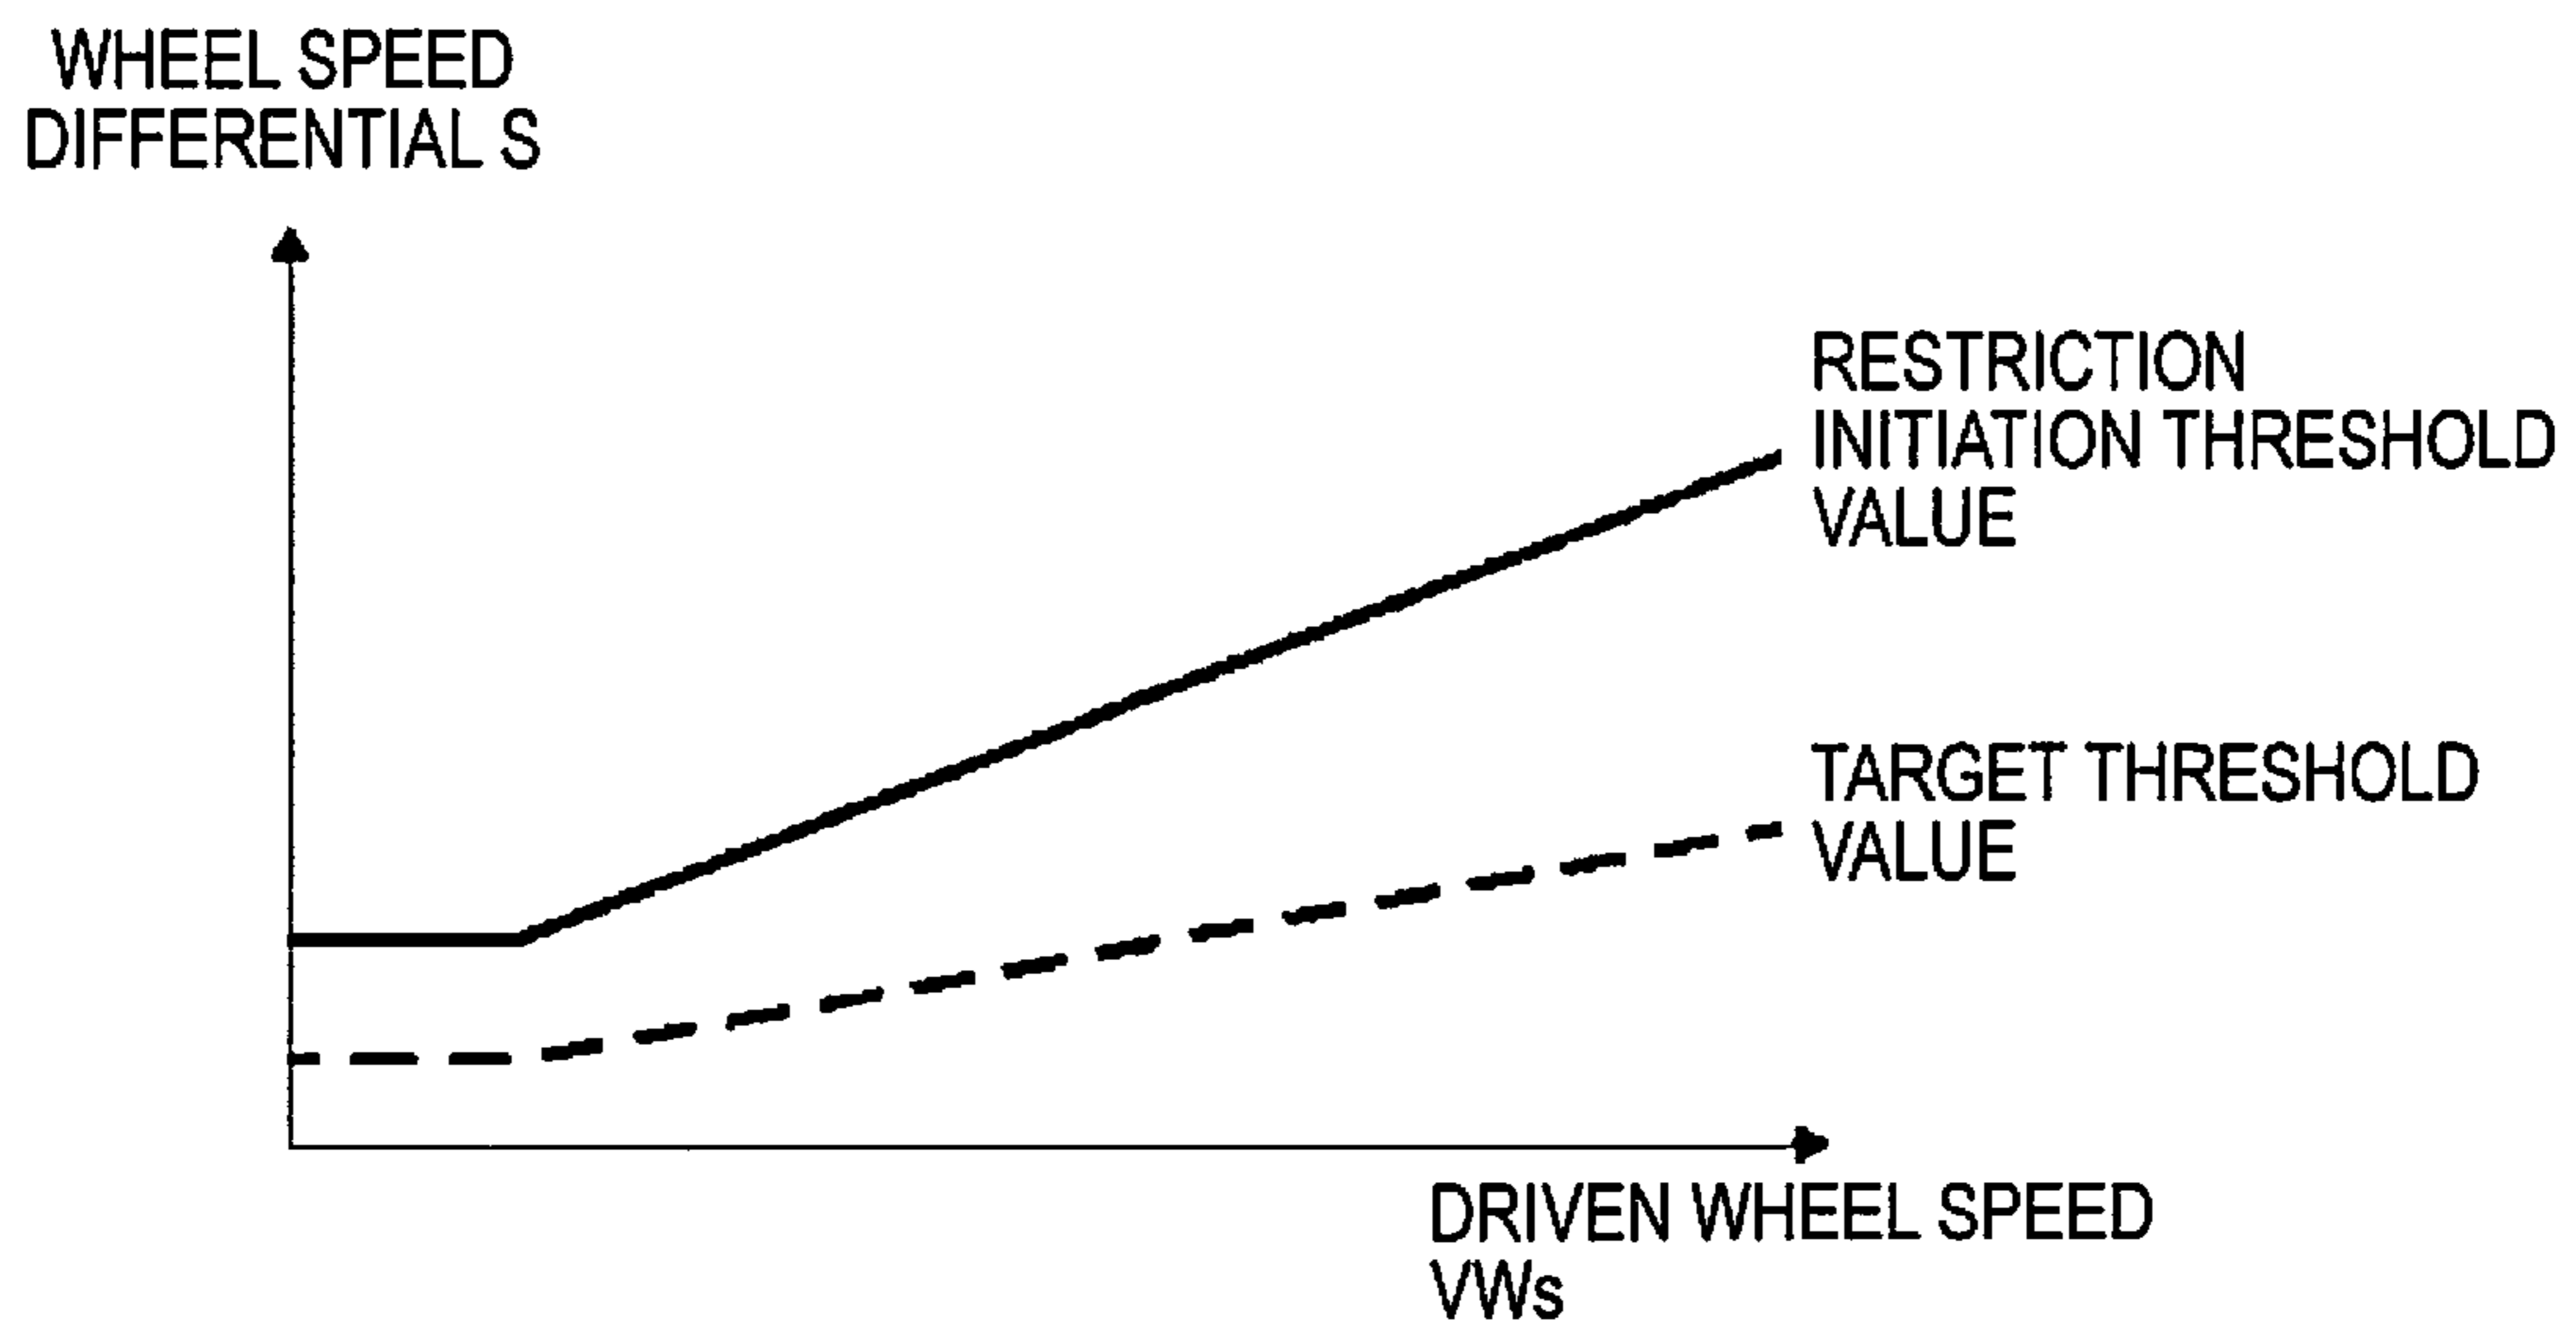 WHEEL SPEED
DIFFERENTIAL S
RESTRICTION
INITIATION THRESHOLD
VALUE
TARGET THRESHOLD
VALUE
DRIVEN WHEEL SPEED
VWs